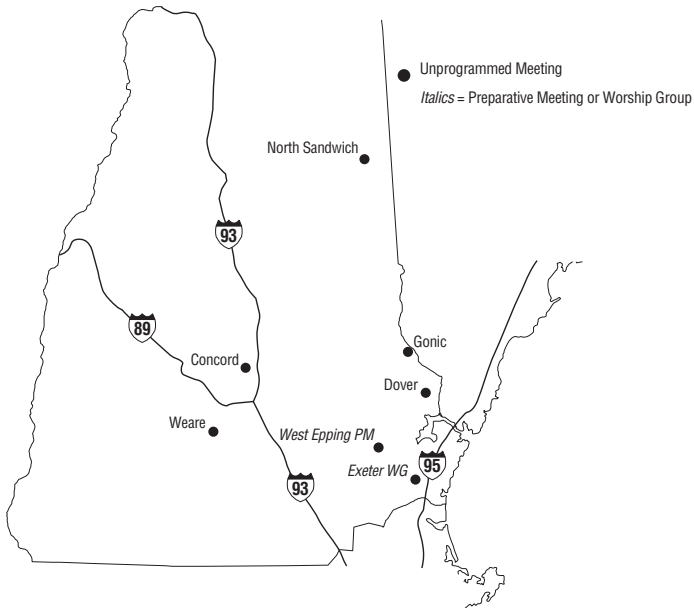 Unprogrammed Meeting
Italics = Preparative Meeting or Worship Group
North Sandwich
93
89
Gonic
Concord
Dover
Weare
West Epping PM
Exeter WG
95
93